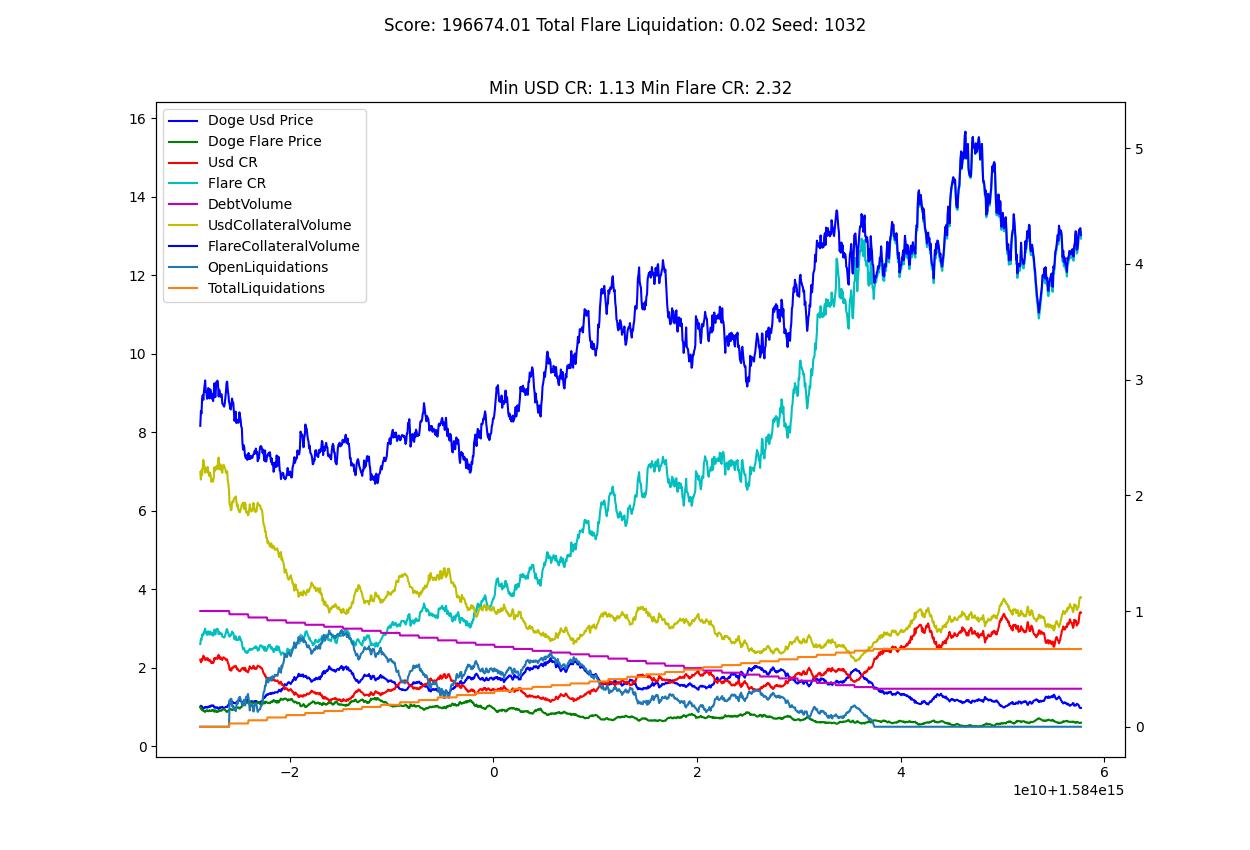 Score: 196674.01 Total Flare Liquidation: 0.02 Seed: 1032
Min USD CR: 1.13 Min Flare CR: 2.32
Doge Usd Price
Doge Flare Price
Usd CR
Flare CR
DebtVolume
UsdCollateralVolume
FlareCollateralVolume
OpenLiquidations
TotalLiquidations
16
14
12
10
8
6
4
2
0
5
4
3
2
1
0
−2
0
2
4
6
1e10+1.584e15